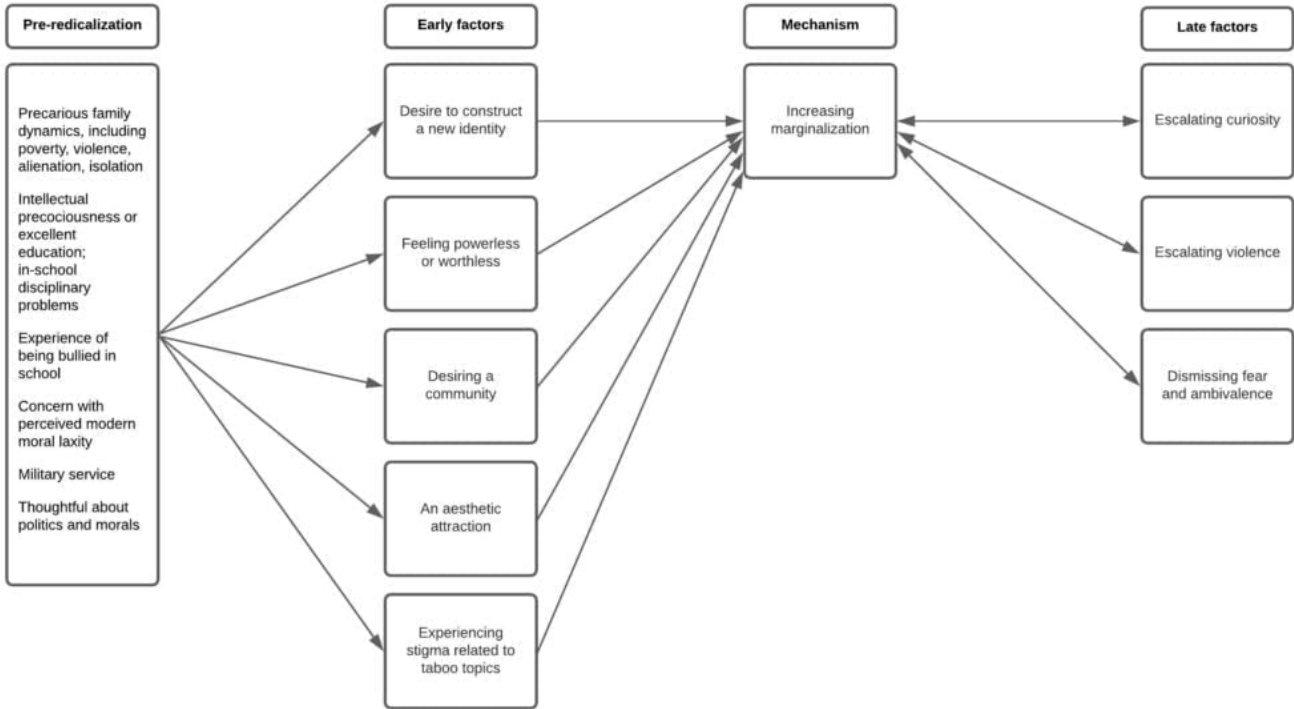 Pre-redicalization
Early factors
Mechanism
Late factors
Precarious family
dynamics, including
poverty, violence,
alienation, isolation
Intellectual
precociousness or
excellent
education;
in-school
disciplinary
problems
Experience of
being bullied in
school
Concern with
perceived modern
moral laxity
Military service
Thoughtful about
politics and morals
Desire to construct
a new identity
Feeling powerless
or worthless
Desiring a
community
An aesthetic
attraction
Experiencing
stigma related to
taboo topics
Increasing
marginalization
Escalating curiosity
Escalating violence
Dismissing fear
and ambivalence